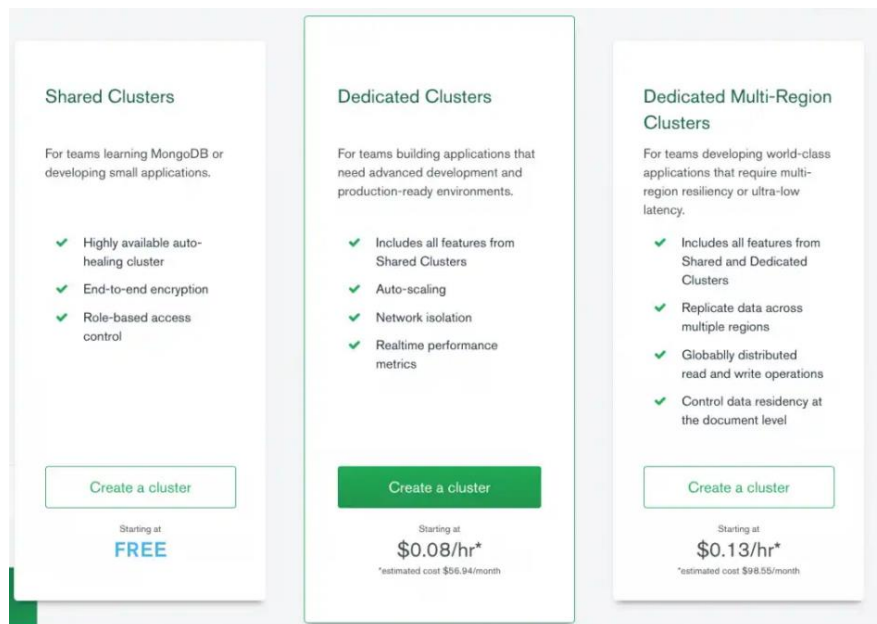 Shared Clusters
For teams learning MongoDB or
developing small applications.
Highly available auto-
healing cluster
End-to-end encryption
Role-based access
control
Create a cluster
Starting at
FREE
Dedicated Clusters
For teams building applications that
need advanced development and
production-ready environments.
Includes all features from
Shared Clusters
Auto-scaling
Network isolation
Realtime performance
metrics
Create a cluster
Starting at
$0.08/hr*
*estimated cost $56.94/month
Dedicated Multi-Region
Clusters
For teams developing world-class
applications that require multi-
region resiliency or ultra-low
latency.
Includes all features from
Shared and Dedicated
Clusters
Replicate data across
multiple regions
Globablly distributed
read and write operations
Control data residency at
the document level
Create a cluster
Starting at
$0.13/hr*
*estimated cost $98.55/month